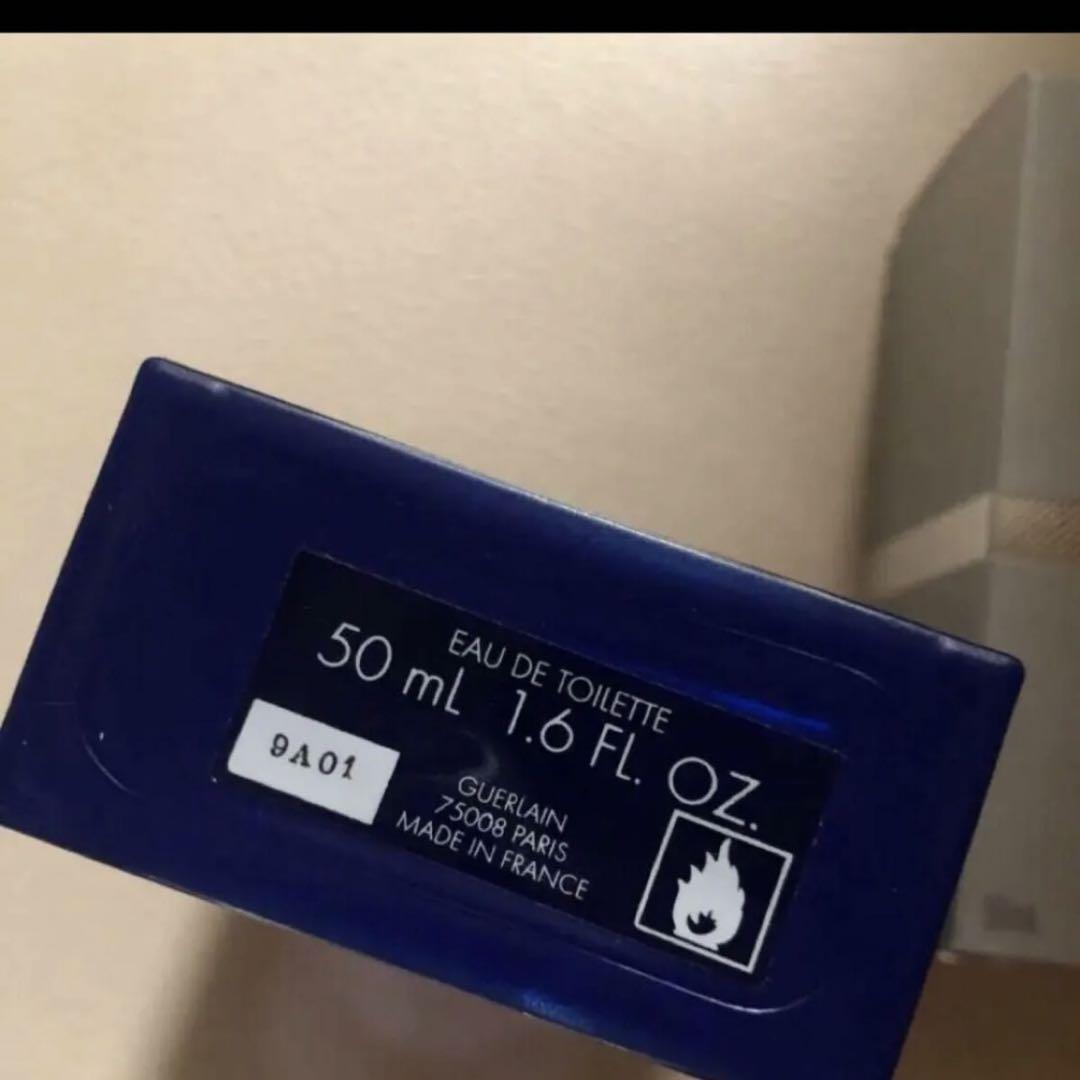 EAU DE TOILETTE
50 mL 1.6 FL. OZ.
9A01
GUERLAIN
75008 PARIS
MADE IN FRANCE